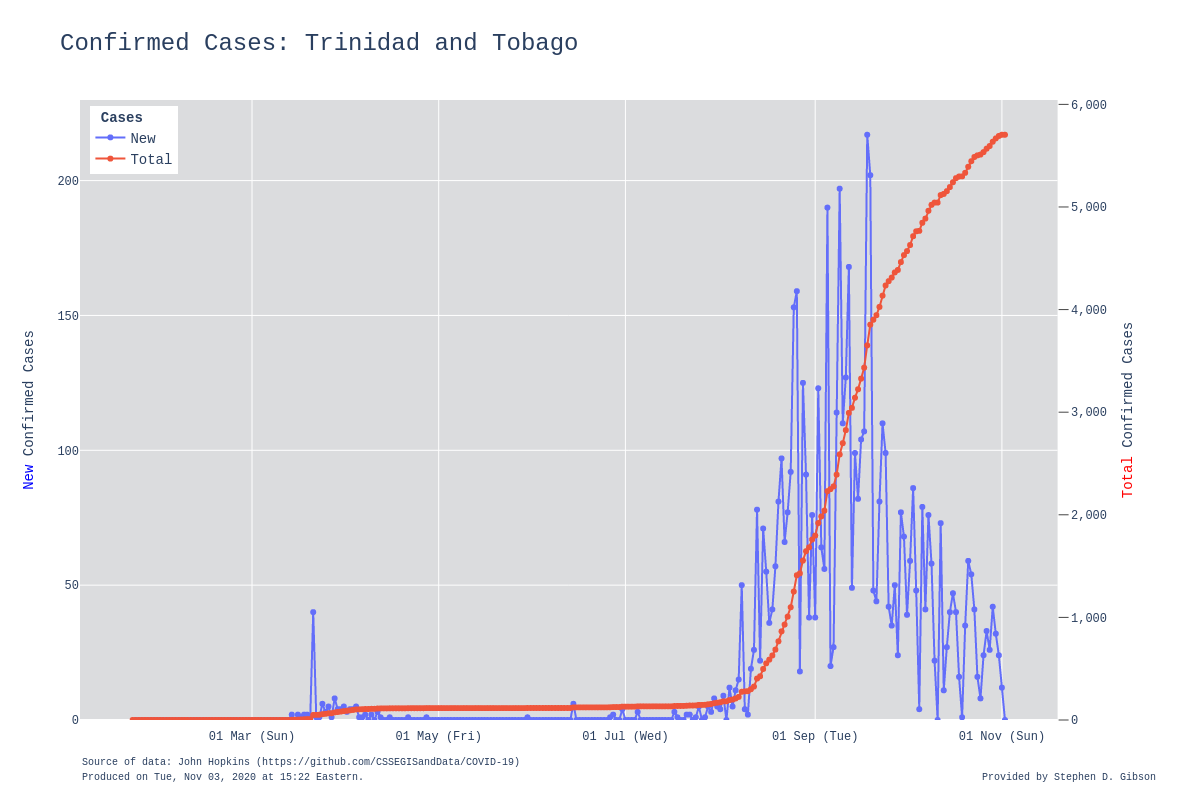 Confirmed Cases: Trinidad and Tobago
Cases
New
Total
200
150
100
50
0
6,000
5,000
4,000
3,000
2,000
1,000
0
New Confirmed Cases
Total Confirmed Cases
01 Mar (Sun)
01 May (Fri)
01 Jul (Wed)
01 Sep (Tue)
01 Nov (Sun)
Source of data: John Hopkins (https://github.com/CSSEGISandData/COVID-19)
Produced on Tue, Nov 03, 2020 at 15:22 Eastern.
Provided by Stephen D. Gibson